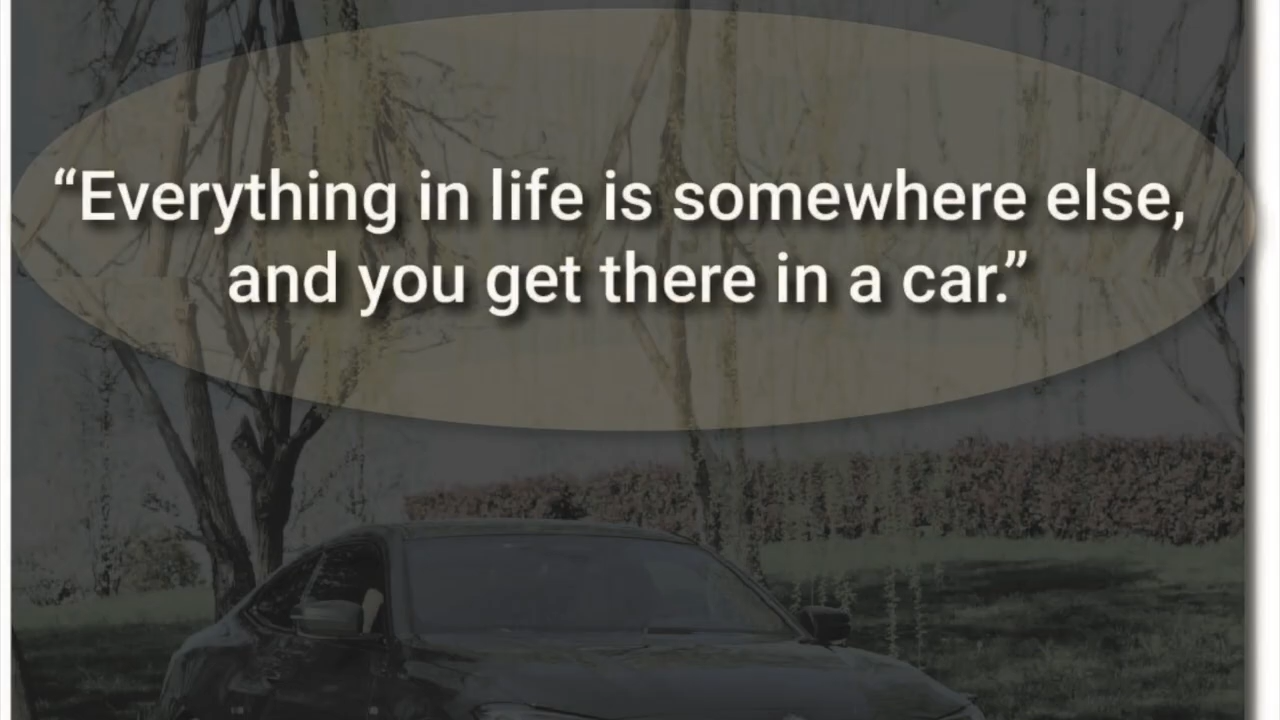 “Everything in life is somewhere else,
and you get there in a car.”